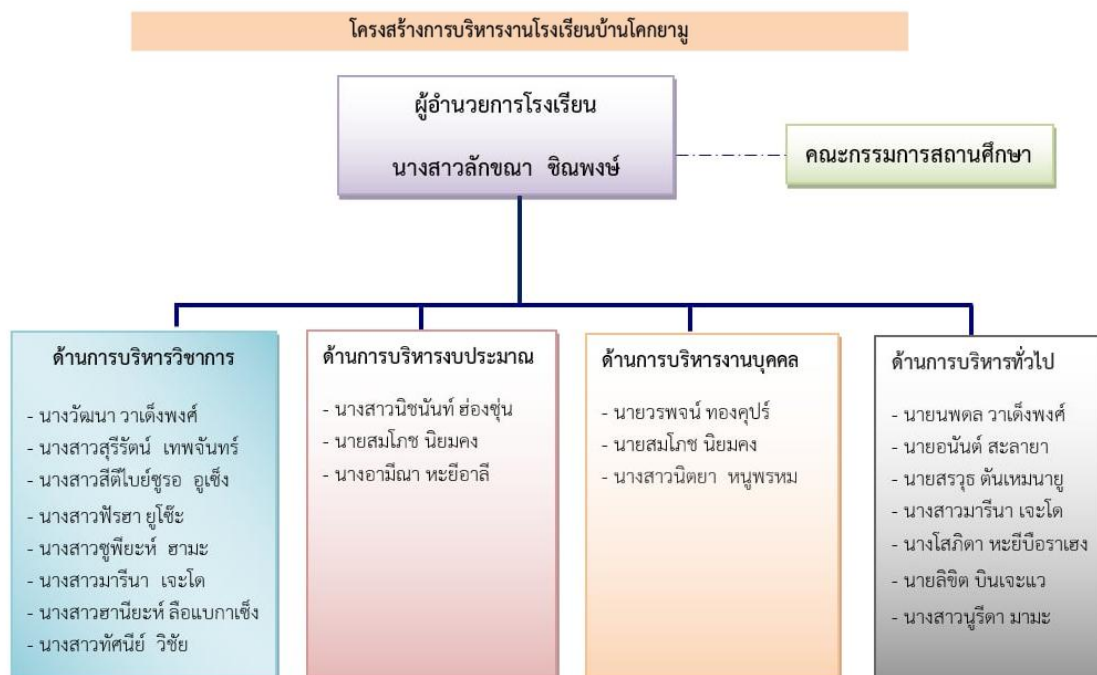 โครงสร้างการบริหารงานโรงเรียนบ้านโคกยามู
ผู้อำนวยการโรงเรียน
นางสาวลักขณา ชิณพงษ์
คณะกรรมการสถานศึกษา
ด้านการบริหารวิชาการ
- นางวัฒนา วาเด็งพงศ์
- นางสาวสุรีรัตน์ เทพจันทร์
- นางสาวสีตีไบย์ซูรอ อูเซ็ง
- นางสาวฟัรฮา ยูโซ๊ะ
- นางสาวซูพียะห์ ฮามะ
- นางสาวมารีนา เจะโด
- นางสาวฮานียะห์ ลือแบกาเซ็ง
- นางสาวทัศนีย์ วิชัย
ด้านการบริหารงบประมาณ
- นางสาวนิชนันท์ ฮ่องซุ่น
- นายสมโภช นิยมคง
- นางอามีณา หะยีอาลี
ด้านการบริหารงานบุคคล
- นายวรพจน์ ทองคุปร์
- นายสมโภช นิยมคง
- นางสาวนิตยา หนูพรหม
ด้านการบริหารทั่วไป
- นายนพดล วาเด็งพงศ์
- นายอนันต์ สะลายา
- นายสรวุธ ตันเหมนายู
- นางสาวมารีนา เจะโด
- นางโสภิดา หะยีบือราเฮง
- นายลิขิต บินเจะแว
- นางสาวนูรีดา มามะ